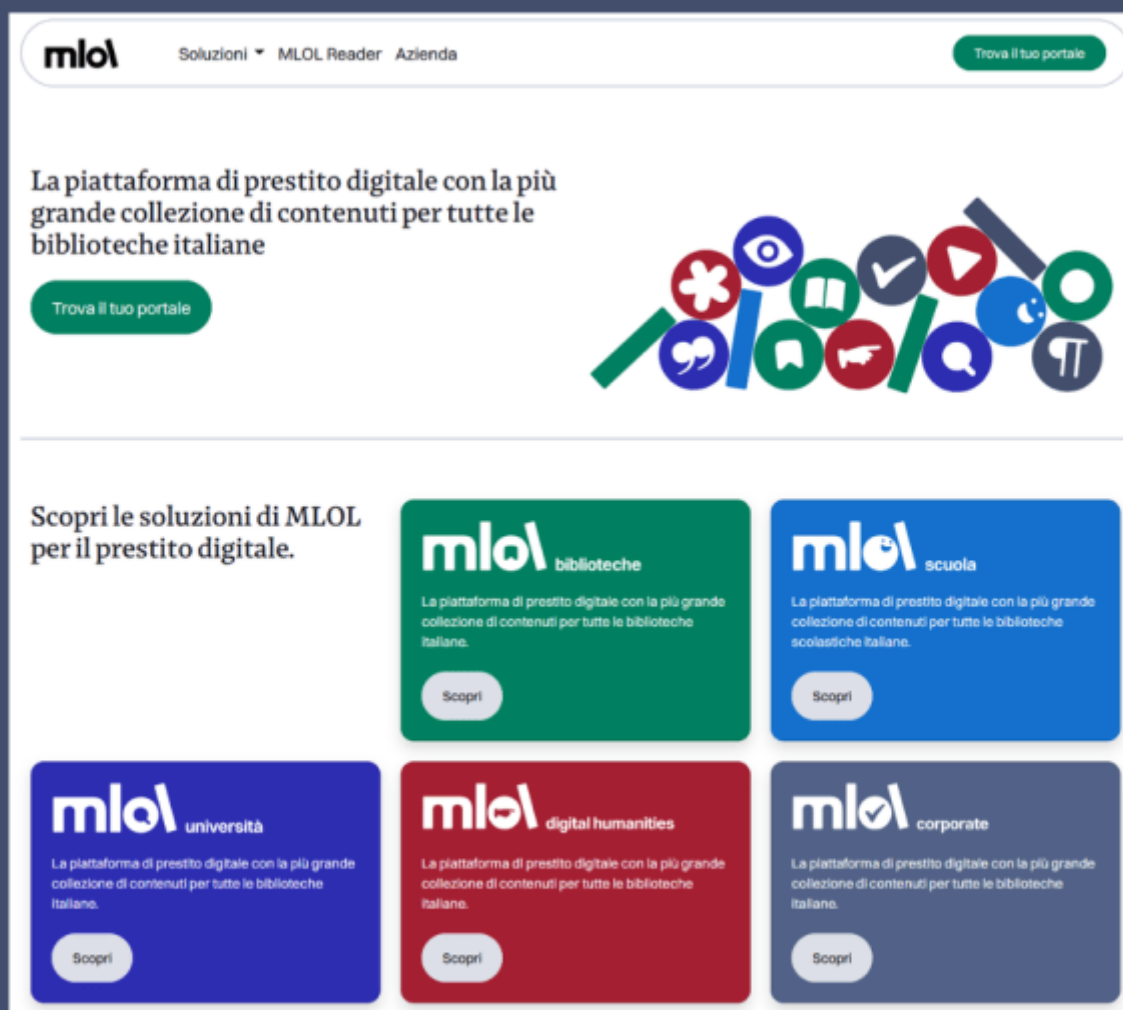 mlol
Soluzioni MLOL Reader Azienda
Trova il tuo portale
La piattaforma di prestito digitale con la più
grande collezione di contenuti per tutte le
biblioteche italiane
Trova il tuo portale
Scopri le soluzioni di MLOL
per il prestito digitale.
mlol biblioteche
La piattaforma di prestito digitale con la più grande
collezione di contenuti per tutte le biblioteche
italiane.
Scopri
mlol scuola
La piattaforma di prestito digitale con la più grande
collezione di contenuti per tutte le biblioteche
scolastiche italiane.
Scopri
mlol università
La piattaforma di prestito digitale con la più grande
collezione di contenuti per tutte le biblioteche
italiane.
Scopri
mlol digital humanities
La piattaforma di prestito digitale con la più grande
collezione di contenuti per tutte le biblioteche
italiane.
Scopri
mlol corporate
La piattaforma di prestito digitale con la più grande
collezione di contenuti per tutte le biblioteche
italiane.
Scopri